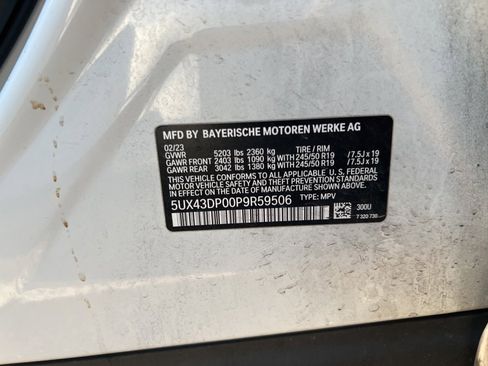 MFD BY BAYERISCHE MOTOREN WERKE AG
02/23
GVWR 5203 lbs 2360 kg TIRE / RIM
GAWR FRONT 2403 lbs 1090 kg WITH 245/50 R19 /7.5J x 19
GAWR REAR 3042 lbs 1380 kg WITH 245/50 R19 /7.5J x 19
THIS VEHICLE CONFORMS TO ALL APPLICABLE U. S. FEDERAL
MOTOR VEHICLE SAFETY AND THEFT PREVENTION STANDARDS
IN EFFECT ON THE DATE OF MANUFACTURE SHOWN ABOVE.
5UX43DP00P9R59506 TYPE: MPV
300U
7 320 730